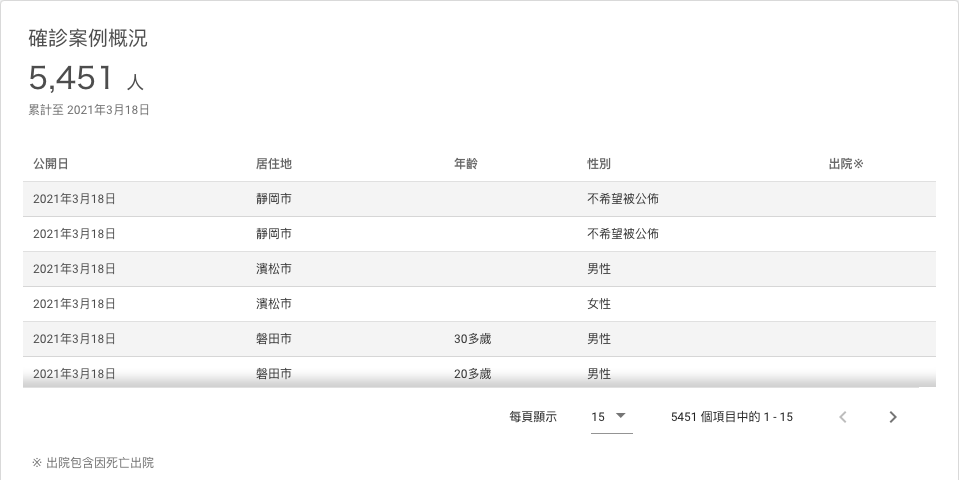 確診案例概況
5,451 人
累計至 2021年3月18日
公開日 居住地 年齡 性別 出院※
2021年3月18日 靜岡市 不希望被公佈
2021年3月18日 靜岡市 不希望被公佈
2021年3月18日 濱松市 男性
2021年3月18日 濱松市 女性
2021年3月18日 磐田市 30多歲 男性
2021年3月18日 磐田市 20多歲 男性
每頁顯示 15 5451 個項目中的 1 - 15
※ 出院包含因死亡出院